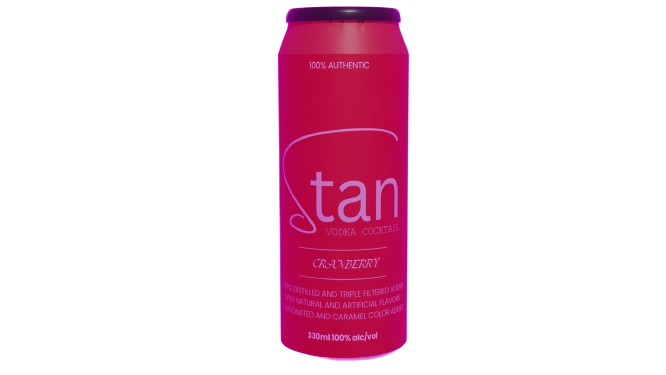 100% AUTHENTIC
Stan
VODKA COCKTAIL
CRANBERRY
DISTILLED AND TRIPLE FILTERED VODKA
WITH NATURAL AND ARTIFICIAL FLAVORS,
CARBONATED AND CARAMEL COLOR ADDED
330ml 100% alc/vol